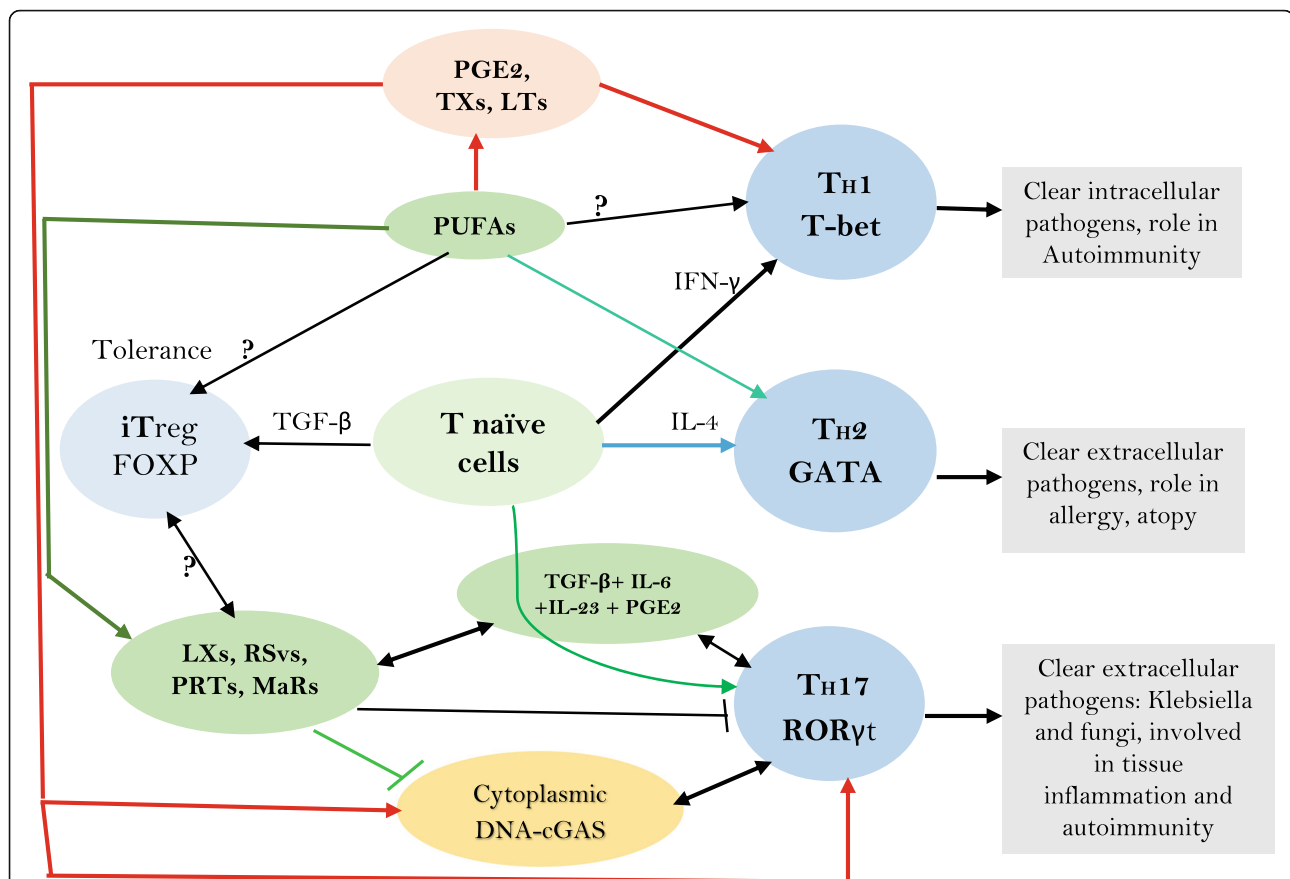 PGE2,
TXs, LTs
PUFAs
?
TH1
T-bet
Clear intracellular
pathogens, role in
Autoimmunity
IFN-γ
Tolerance
?
iTreg
FOXP
TGF-β
T naïve
cells
IL-4
TH2
GATA
Clear extracellular
pathogens, role in
allergy, atopy
?
TGF-β+ IL-6
+IL-23 + PGE2
LXs, RSvs,
PRTs, MaRs
TH17
RORγt
Clear extracellular
pathogens: Klebsiella
and fungi, involved
in tissue
inflammation and
autoimmunity
Cytoplasmic
DNA-cGAS